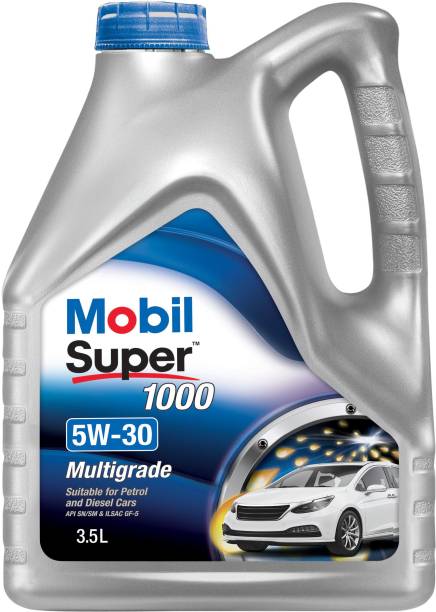 Mobil
Super™
1000
5W-30
Multigrade
Suitable for Petrol
and Diesel Cars
API SN/SM & ILSAC GF-5
3.5L